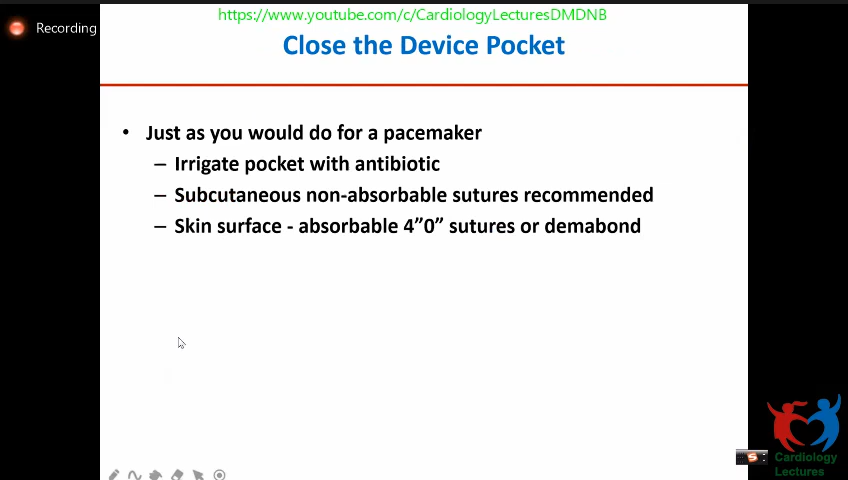 https://www.youtube.com/c/CardiologyLecturesDMDNB
Recording
Close the Device Pocket
• Just as you would do for a pacemaker
– Irrigate pocket with antibiotic
– Subcutaneous non-absorbable sutures recommended
– Skin surface - absorbable 4”0” sutures or demabond
Cardiology
Lectures